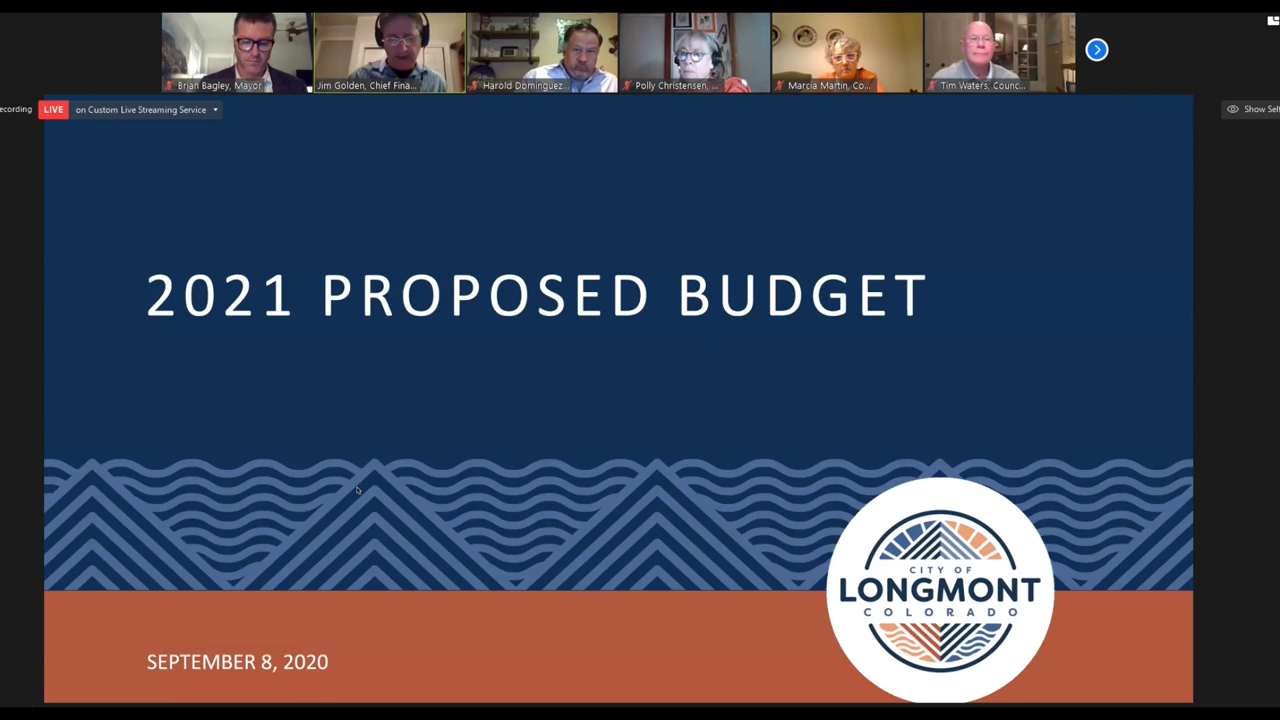 Brian Bagley, Mayor
Jim Golden, Chief Fina...
Harold Dominguez...
Polly Christensen, ...
Marcia Martin, Co...
Tim Waters, Counc...
ecording
LIVE
on Custom Live Streaming Service
Show Self
2021 PROPOSED BUDGET
CITY OF
LONGMONT
COLORADO
SEPTEMBER 8, 2020